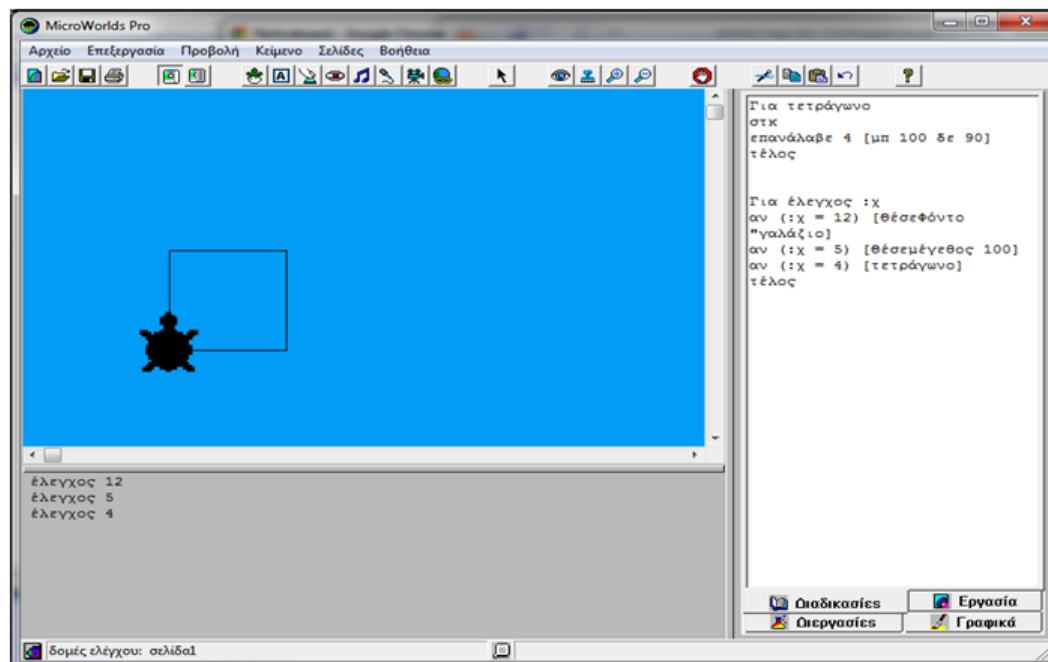 MicroWorlds Pro
Αρχείο Επεξεργασία Προβολή Κείμενο Σελίδες Βοήθεια
Για τετράγωνο
στκ
επανάλαβε 4 [μπ 100 δε 90]
τέλος
Για έλεγχος :χ
αν (:χ = 12) [θέσεΦόντο
"γαλάζιο]
αν (:χ = 5) [θέσεμέγεθος 100]
αν (:χ = 4) [τετράγωνο]
τέλος
έλεγχος 12
έλεγχος 5
έλεγχος 4
Διαδικασίες Εργασία
Διεργασίες Γραφικά
δομές ελέγχου: σελίδα1